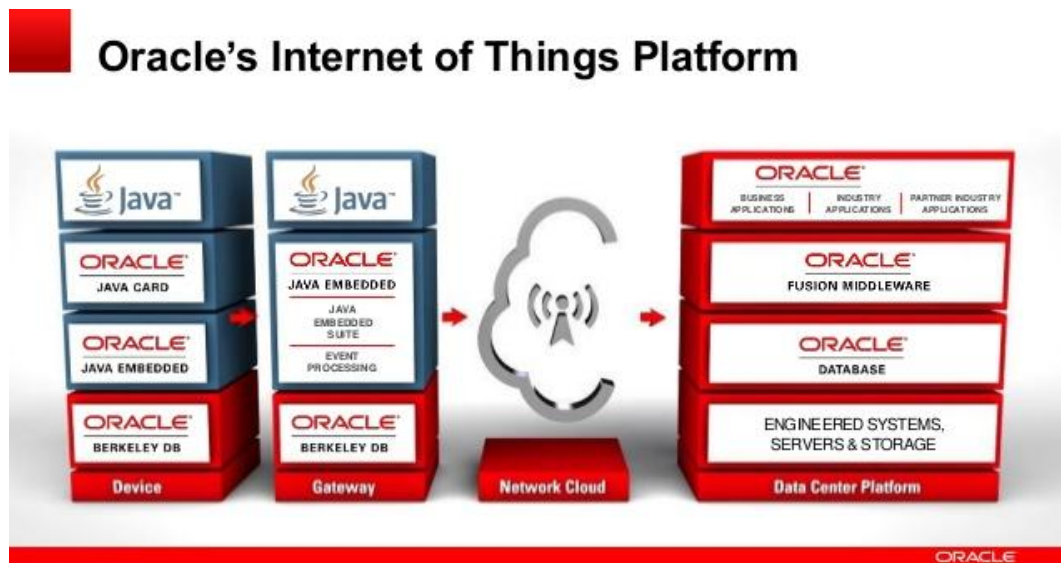 Oracle's Internet of Things Platform
Java™
ORACLE®
JAVA CARD
ORACLE®
JAVA EMBEDDED
ORACLE®
BERKELEY DB
Device
Java™
ORACLE®
JAVA EMBEDDED
JAVA
EMBEDDED
SUITE
EVENT
PROCESSING
ORACLE®
BERKELEY DB
Gateway
Network Cloud
ORACLE®
BUSINESS
APPLICATIONS
INDUSTRY
APPLICATIONS
PARTNER INDUSTRY
APPLICATIONS
ORACLE®
FUSION MIDDLEWARE
ORACLE®
DATABASE
ENGINEERED SYSTEMS,
SERVERS & STORAGE
Data Center Platform
ORACLE